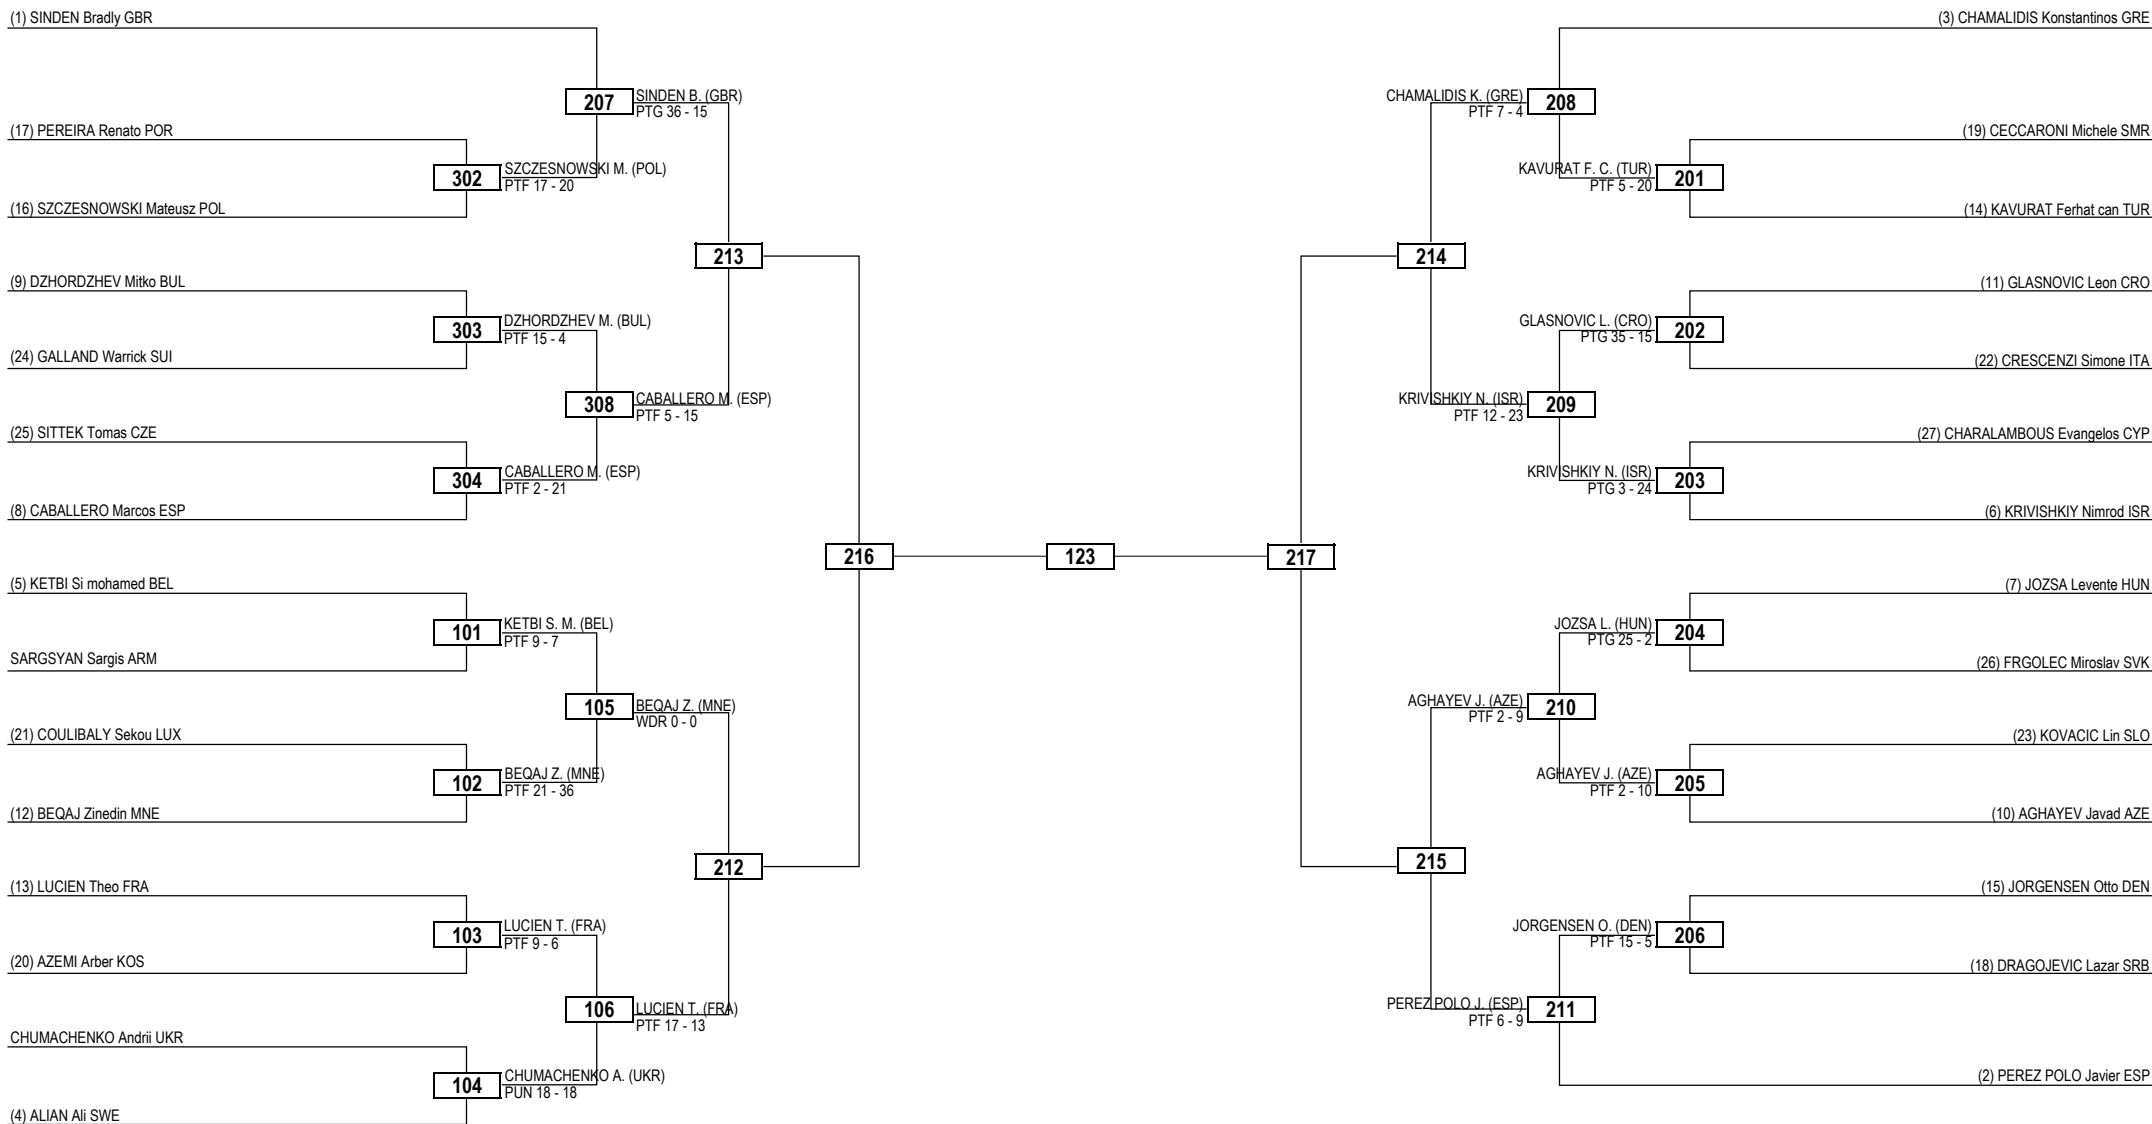 (1) SINDEN Bradly GBR
(17) PEREIRA Renato POR
(16) SZCZESNOWSKI Mateusz POL
(9) DZHORDZHEV Mitko BUL
(24) GALLAND Warrick SUI
(25) SITTEK Tomas CZE
(8) CABALLERO Marcos ESP
(5) KETBI Si mohamed BEL
SARGSYAN Sargis ARM
(21) COULIBALY Sekou LUX
(12) BEQAJ Zinedin MNE
(13) LUCIEN Theo FRA
(20) AZEMI Arber KOS
CHUMACHENKO Andrii UKR
(4) ALIAN Ali SWE
302
SZCZESNOWSKI M. (POL)
PTF 17 - 20
303
DZHORDZHEV M. (BUL)
PTF 15 - 4
304
CABALLERO M. (ESP)
PTF 2 - 21
101
KETBI S. M. (BEL)
PTF 9 - 7
102
BEQAJ Z. (MNE)
PTF 21 - 36
103
LUCIEN T. (FRA)
PTF 9 - 6
104
CHUMACHENKO A. (UKR)
PUN 18 - 18
207
SINDEN B. (GBR)
PTG 36 - 15
308
CABALLERO M. (ESP)
PTF 5 - 15
105
BEQAJ Z. (MNE)
WDR 0 - 0
106
LUCIEN T. (FRA)
PTF 17 - 13
213
212
216
123
217
214
215
CHAMALIDIS K. (GRE)
PTF 7 - 4
208
KRIVISHKIY N. (ISR)
PTF 12 - 23
209
AGHAYEV J. (AZE)
PTF 2 - 9
210
PEREZ POLO J. (ESP)
PTF 6 - 9
211
KAVURAT F. C. (TUR)
PTF 5 - 20
201
GLASNOVIC L. (CRO)
PTG 35 - 15
202
KRIVISHKIY N. (ISR)
PTG 3 - 24
203
JOZSA L. (HUN)
PTG 25 - 2
204
AGHAYEV J. (AZE)
PTF 2 - 10
205
JORGENSEN O. (DEN)
PTF 15 - 5
206
(3) CHAMALIDIS Konstantinos GRE
(19) CECCARONI Michele SMR
(14) KAVURAT Ferhat can TUR
(11) GLASNOVIC Leon CRO
(22) CRESCENZI Simone ITA
(27) CHARALAMBOUS Evangelos CYP
(6) KRIVISHKIY Nimrod ISR
(7) JOZSA Levente HUN
(26) FRGOLEC Miroslav SVK
(23) KOVACIC Lin SLO
(10) AGHAYEV Javad AZE
(15) JORGENSEN Otto DEN
(18) DRAGOJEVIC Lazar SRB
(2) PEREZ POLO Javier ESP